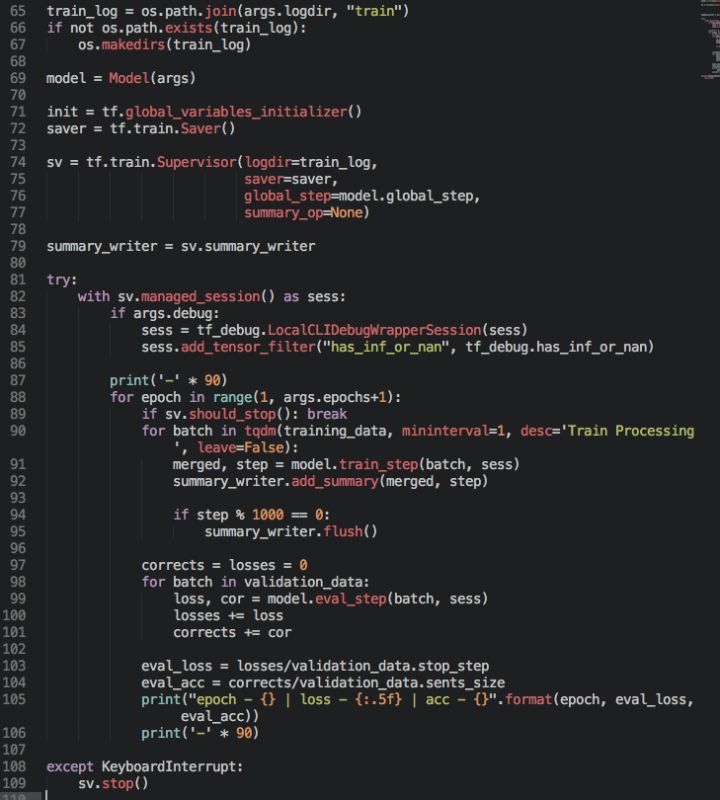 65 train_log = os.path.join(args.logdir, "train")
66 if not os.path.exists(train_log):
67     os.makedirs(train_log)
68
69 model = Model(args)
70
71 init = tf.global_variables_initializer()
72 saver = tf.train.Saver()
73
74 sv = tf.train.Supervisor(logdir=train_log,
75                          saver=saver,
76                          global_step=model.global_step,
77                          summary_op=None)
78
79 summary_writer = sv.summary_writer
80
81 try:
82     with sv.managed_session() as sess:
83         if args.debug:
84             sess = tf_debug.LocalCLIDebugWrapperSession(sess)
85             sess.add_tensor_filter("has_inf_or_nan", tf_debug.has_inf_or_nan)
86
87         print('-' * 90)
88         for epoch in range(1, args.epochs+1):
89             if sv.should_stop(): break
90             for batch in tqdm(training_data, mininterval=1, desc='Train Processing
                ', leave=False):
91                 merged, step = model.train_step(batch, sess)
92                 summary_writer.add_summary(merged, step)
93
94                 if step % 1000 == 0:
95                     summary_writer.flush()
96
97             corrects = losses = 0
98             for batch in validation_data:
99                 loss, cor = model.eval_step(batch, sess)
100                 losses += loss
101                 corrects += cor
102
103             eval_loss = losses/validation_data.stop_step
104             eval_acc = corrects/validation_data.sents_size
105             print("epoch - {} | loss - {:.5f} | acc - {}".format(epoch, eval_loss,
                 eval_acc))
106             print('-' * 90)
107
108 except KeyboardInterrupt:
109     sv.stop()
110